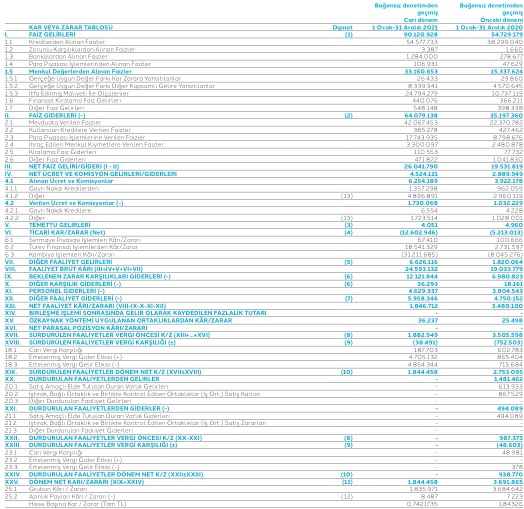 Bağımsız denetimden geçmiş Cari dönem Bağımsız denetimden geçmiş Önceki dönem
KAR VEYA ZARAR TABLOSU Dipnot 1 Ocak-31 Aralık 2021 1 Ocak-31 Aralık 2020
I. FAİZ GELİRLERİ (1) 90.120.928 54.729.179
1.1 Kredilerden Alınan Faizler 54.577.733 38.299.040
1.2 Zorunlu Karşılıklardan Alınan Faizler 3.387 1.660
1.3 Bankalardan Alınan Faizler 1.284.000 278.677
1.4 Para Piyasası İşlemlerinden Alınan Faizler 106.931 47.629
1.5 Menkul Değerlerden Alınan Faizler 33.160.653 15.337.624
1.5.1 Gerçeğe Uygun Değer Farkı Kar Zarara Yansıtılanlar 26.433 29.860
1.5.2 Gerçeğe Uygun Değer Farkı Diğer Kapsamlı Gelire Yansıtılanlar 8.339.941 4.570.645
1.5.3 İtfa Edilmiş Maliyeti ile Ölçülenler 24.794.279 10.737.119
1.6 Finansal Kiralama Faiz Gelirleri 440.076 366.211
1.7 Diğer Faiz Gelirleri 548.148 398.338
II. FAİZ GİDERLERİ (-) (2) 64.079.138 35.197.360
2.1 Mevduata Verilen Faizler 42.067.453 22.370.782
2.2 Kullanılan Kredilere Verilen Faizler 385.278 427.462
2.3 Para Piyasası İşlemlerine Verilen Faizler 17.743.935 8.798.676
2.4 İhraç Edilen Menkul Kıymetlere Verilen Faizler 3.300.097 2.480.878
2.5 Kiralama Faiz Giderleri 110.553 77.732
2.6 Diğer Faiz Giderleri 471.822 1.041.830
III. NET FAİZ GELİRİ/GİDERİ (I - II) 26.041.790 19.531.819
IV. NET ÜCRET VE KOMİSYON GELİRLERİ/GİDERLERİ 4.524.121 2.889.949
4.1 Alınan Ücret ve Komisyonlar 6.254.189 3.922.178
4.1.1 Gayri Nakdi Kredilerden 1.357.298 962.059
4.1.2 Diğer (13) 4.896.891 2.960.119
4.2 Verilen Ücret ve Komisyonlar (-) 1.730.068 1.032.229
4.2.1 Gayri Nakdi Kredilere 6.554 4.228
4.2.2 Diğer (13) 1.723.514 1.028.001
V. TEMETTÜ GELİRLERİ (3) 4.051 4.960
VI. TİCARİ KAR/ZARAR (Net) (4) (12.602.946) (5.213.013)
6.1 Sermaye Piyasası İşlemleri Kârı/Zararı 67.410 100.666
6.2 Türev Finansal İşlemlerden Kâr/Zarar 18.541.329 2.731.597
6.3 Kambiyo İşlemleri Kârı/Zararı (31.211.685) (8.045.276)
VII. DİĞER FAALİYET GELİRLERİ (5) 6.626.116 1.820.064
VIII. FAALİYET BRÜT KÂRI (III+IV+V+VI+VII) 24.593.132 19.033.779
IX. BEKLENEN ZARAR KARŞILIKLARI GİDERLERİ (-) (6) 12.121.844 6.980.823
X. DİĞER KARŞILIK GİDERLERİ (-) (6) 36.293 18.161
XI. PERSONEL GİDERLERİ (-) 4.629.937 3.804.543
XII. DİĞER FAALİYET GİDERLERİ (-) (7) 5.958.346 4.750.152
XIII. NET FAALİYET KÂRI/ZARARI (VIII-IX-X-XI-XII) 1.846.712 3.480.100
XIV. BİRLEŞME İŞLEMİ SONRASINDA GELİR OLARAK KAYDEDİLEN FAZLALIK TUTARI - -
XV. ÖZKAYNAK YÖNTEMİ UYGULANAN ORTAKLIKLARDAN KÂR/ZARAR 36.237 25.498
XVI. NET PARASAL POZİSYON KÂRI/ZARARI - -
XVII. SÜRDÜRÜLEN FAALİYETLER VERGİ ÖNCESİ K/Z (XIII+...+XVI) (8) 1.882.949 3.505.598
XVIII. SÜRDÜRÜLEN FAALİYETLER VERGİ KARŞILIĞI (±) (9) (38.491) (752.503)
18.1 Cari Vergi Karşılığı 187.703 602.783
18.2 Ertelenmiş Vergi Gider Etkisi (+) 4.705.132 865.404
18.3 Ertelenmiş Vergi Gelir Etkisi (-) 4.854.344 715.684
XIX. SÜRDÜRÜLEN FAALİYETLER DÖNEM NET K/Z (XVII±XVIII) (10) 1.844.458 2.753.095
XX. DURDURULAN FAALİYETLERDEN GELİRLER - 1.481.462
20.1 Satış Amaçlı Elde Tutulan Duran Varlık Gelirleri - 613.933
20.2 İştirak, Bağlı Ortaklık ve Birlikte Kontrol Edilen Ortaklıklar (İş Ort.) Satış Karları - 867.529
20.3 Diğer Durdurulan Faaliyet Gelirleri - -
XXI. DURDURULAN FAALİYETLERDEN GİDERLER (-) - 494.089
21.1 Satış Amaçlı Elde Tutulan Duran Varlık Giderleri - 494.089
21.2 İştirak, Bağlı Ortaklık ve Birlikte Kontrol Edilen Ortaklıklar (İş Ort.) Satış Zararları - -
21.3 Diğer Durdurulan Faaliyet Giderleri - -
XXII. DURDURULAN FAALİYETLER VERGİ ÖNCESİ K/Z (XX-XXI) (8) - 987.373
XXIII. DURDURULAN FAALİYETLER VERGİ KARŞILIĞI (±) (9) - (48.603)
23.1 Cari Vergi Karşılığı - 48.981
23.2 Ertelenmiş Vergi Gider Etkisi (+) - -
23.3 Ertelenmiş Vergi Gelir Etkisi (-) - 378
XXIV. DURDURULAN FAALİYETLER DÖNEM NET K/Z (XXII±XXIII) (10) - 938.770
XXV. DÖNEM NET KARI/ZARARI (XIX+XXIV) (11) 1.844.458 3.691.865
25.1 Grubun Kârı / Zararı 1.835.971 3.684.642
25.2 Azınlık Payları Kârı / Zararı (-) (12) 8.487 7.223
Hisse Başına Kar / Zarar (Tam TL) 0,7421735 1,84326